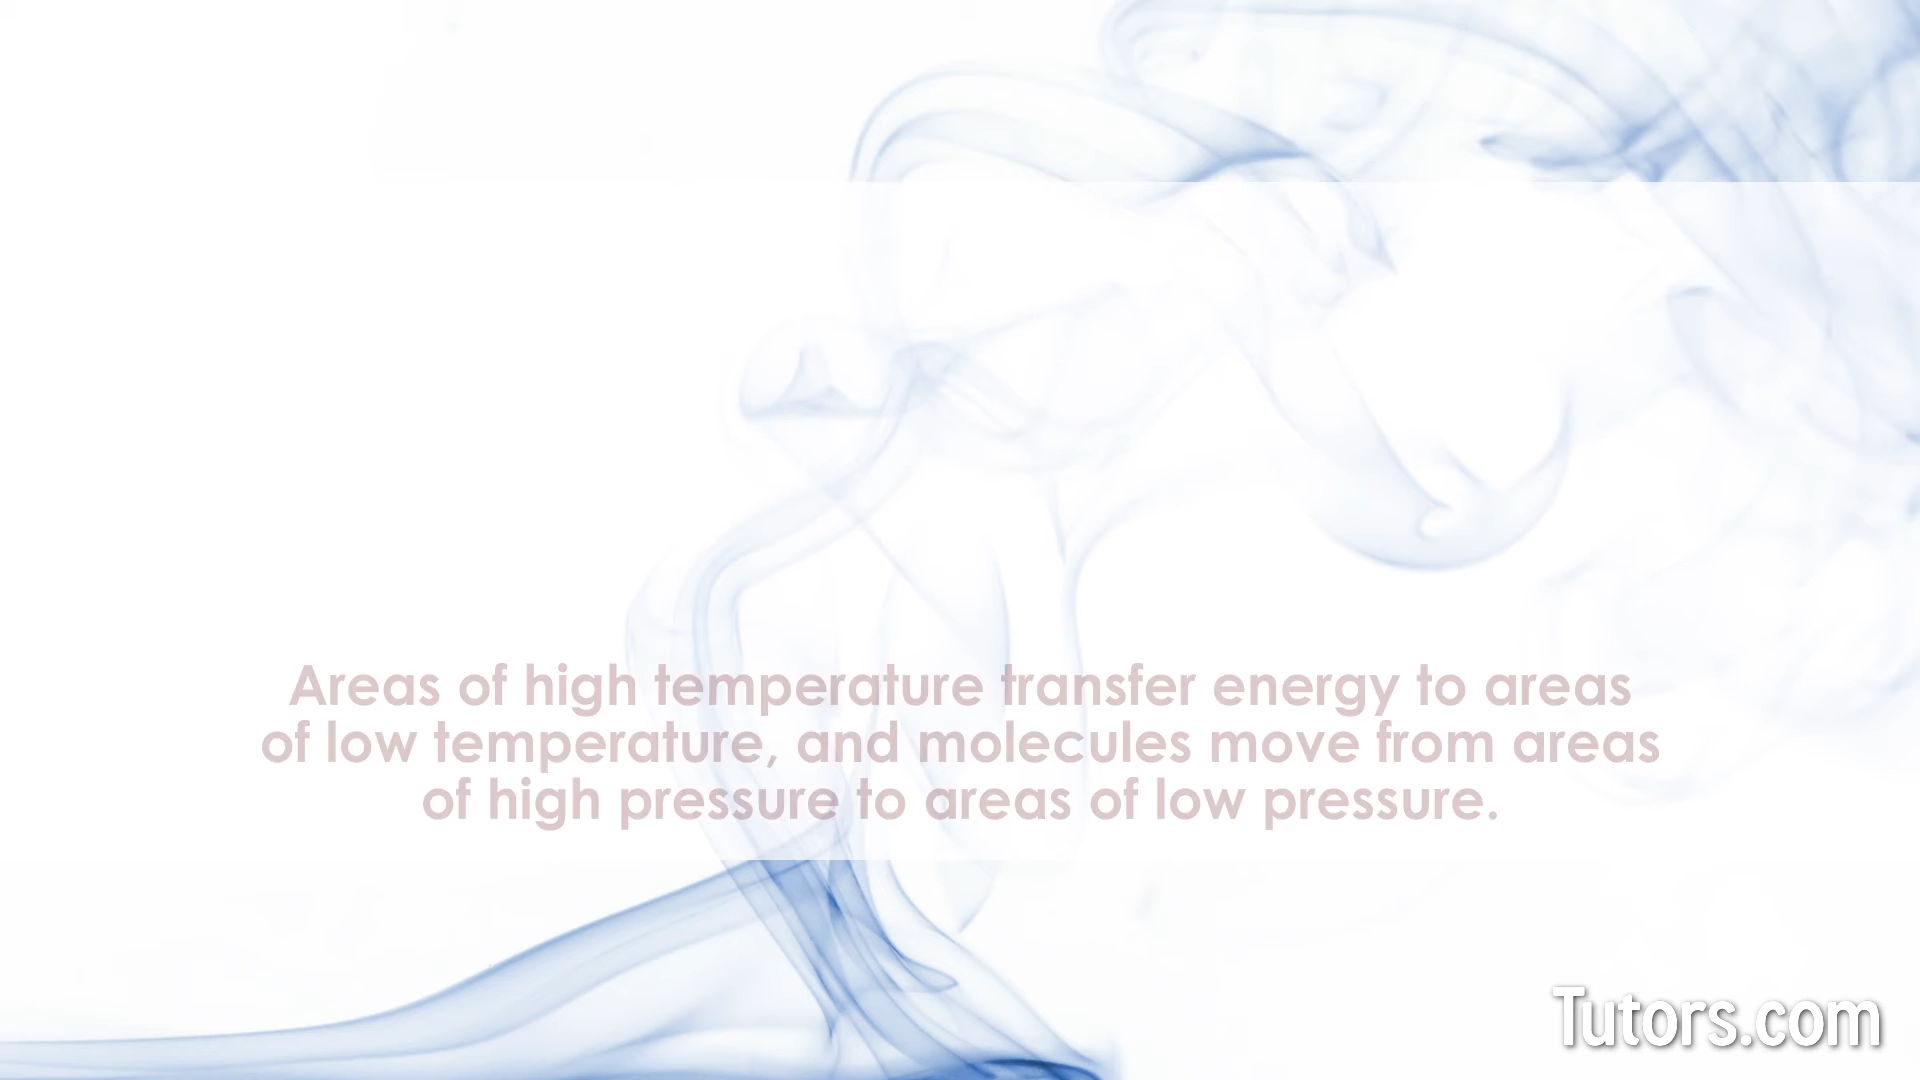 Areas of high temperature transfer energy to areas
of low temperature, and molecules move from areas
of high pressure to areas of low pressure.
Tutors.com